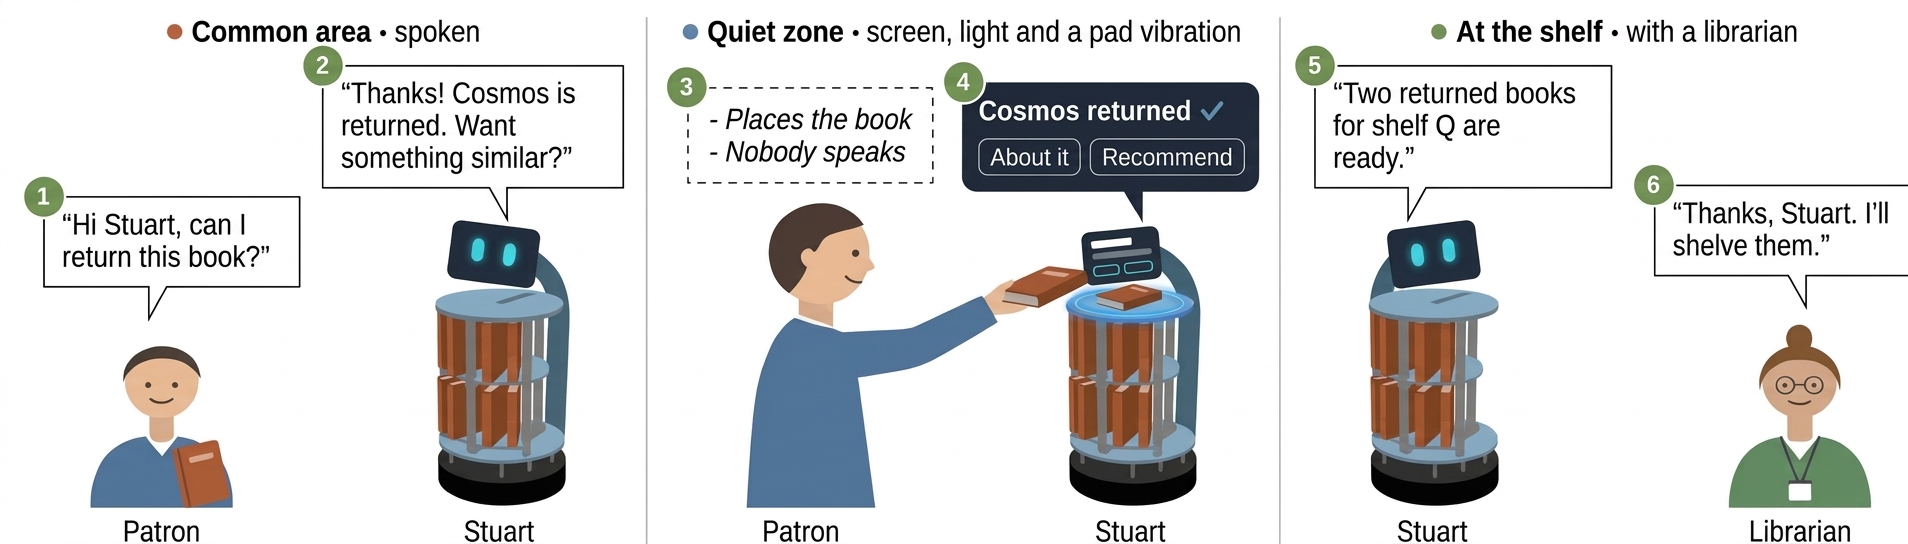 Common area • spoken
2
“Thanks! Cosmos is
returned. Want
something similar?”
1
“Hi Stuart, can I
return this book?”
Patron
Stuart
Quiet zone • screen, light and a pad vibration
3
- Places the book
- Nobody speaks
4
Cosmos returned ✓
About it
Recommend
Patron
Stuart
At the shelf • with a librarian
5
“Two returned books
for shelf Q are
ready.”
6
“Thanks, Stuart. I’ll
shelve them.”
Stuart
Librarian